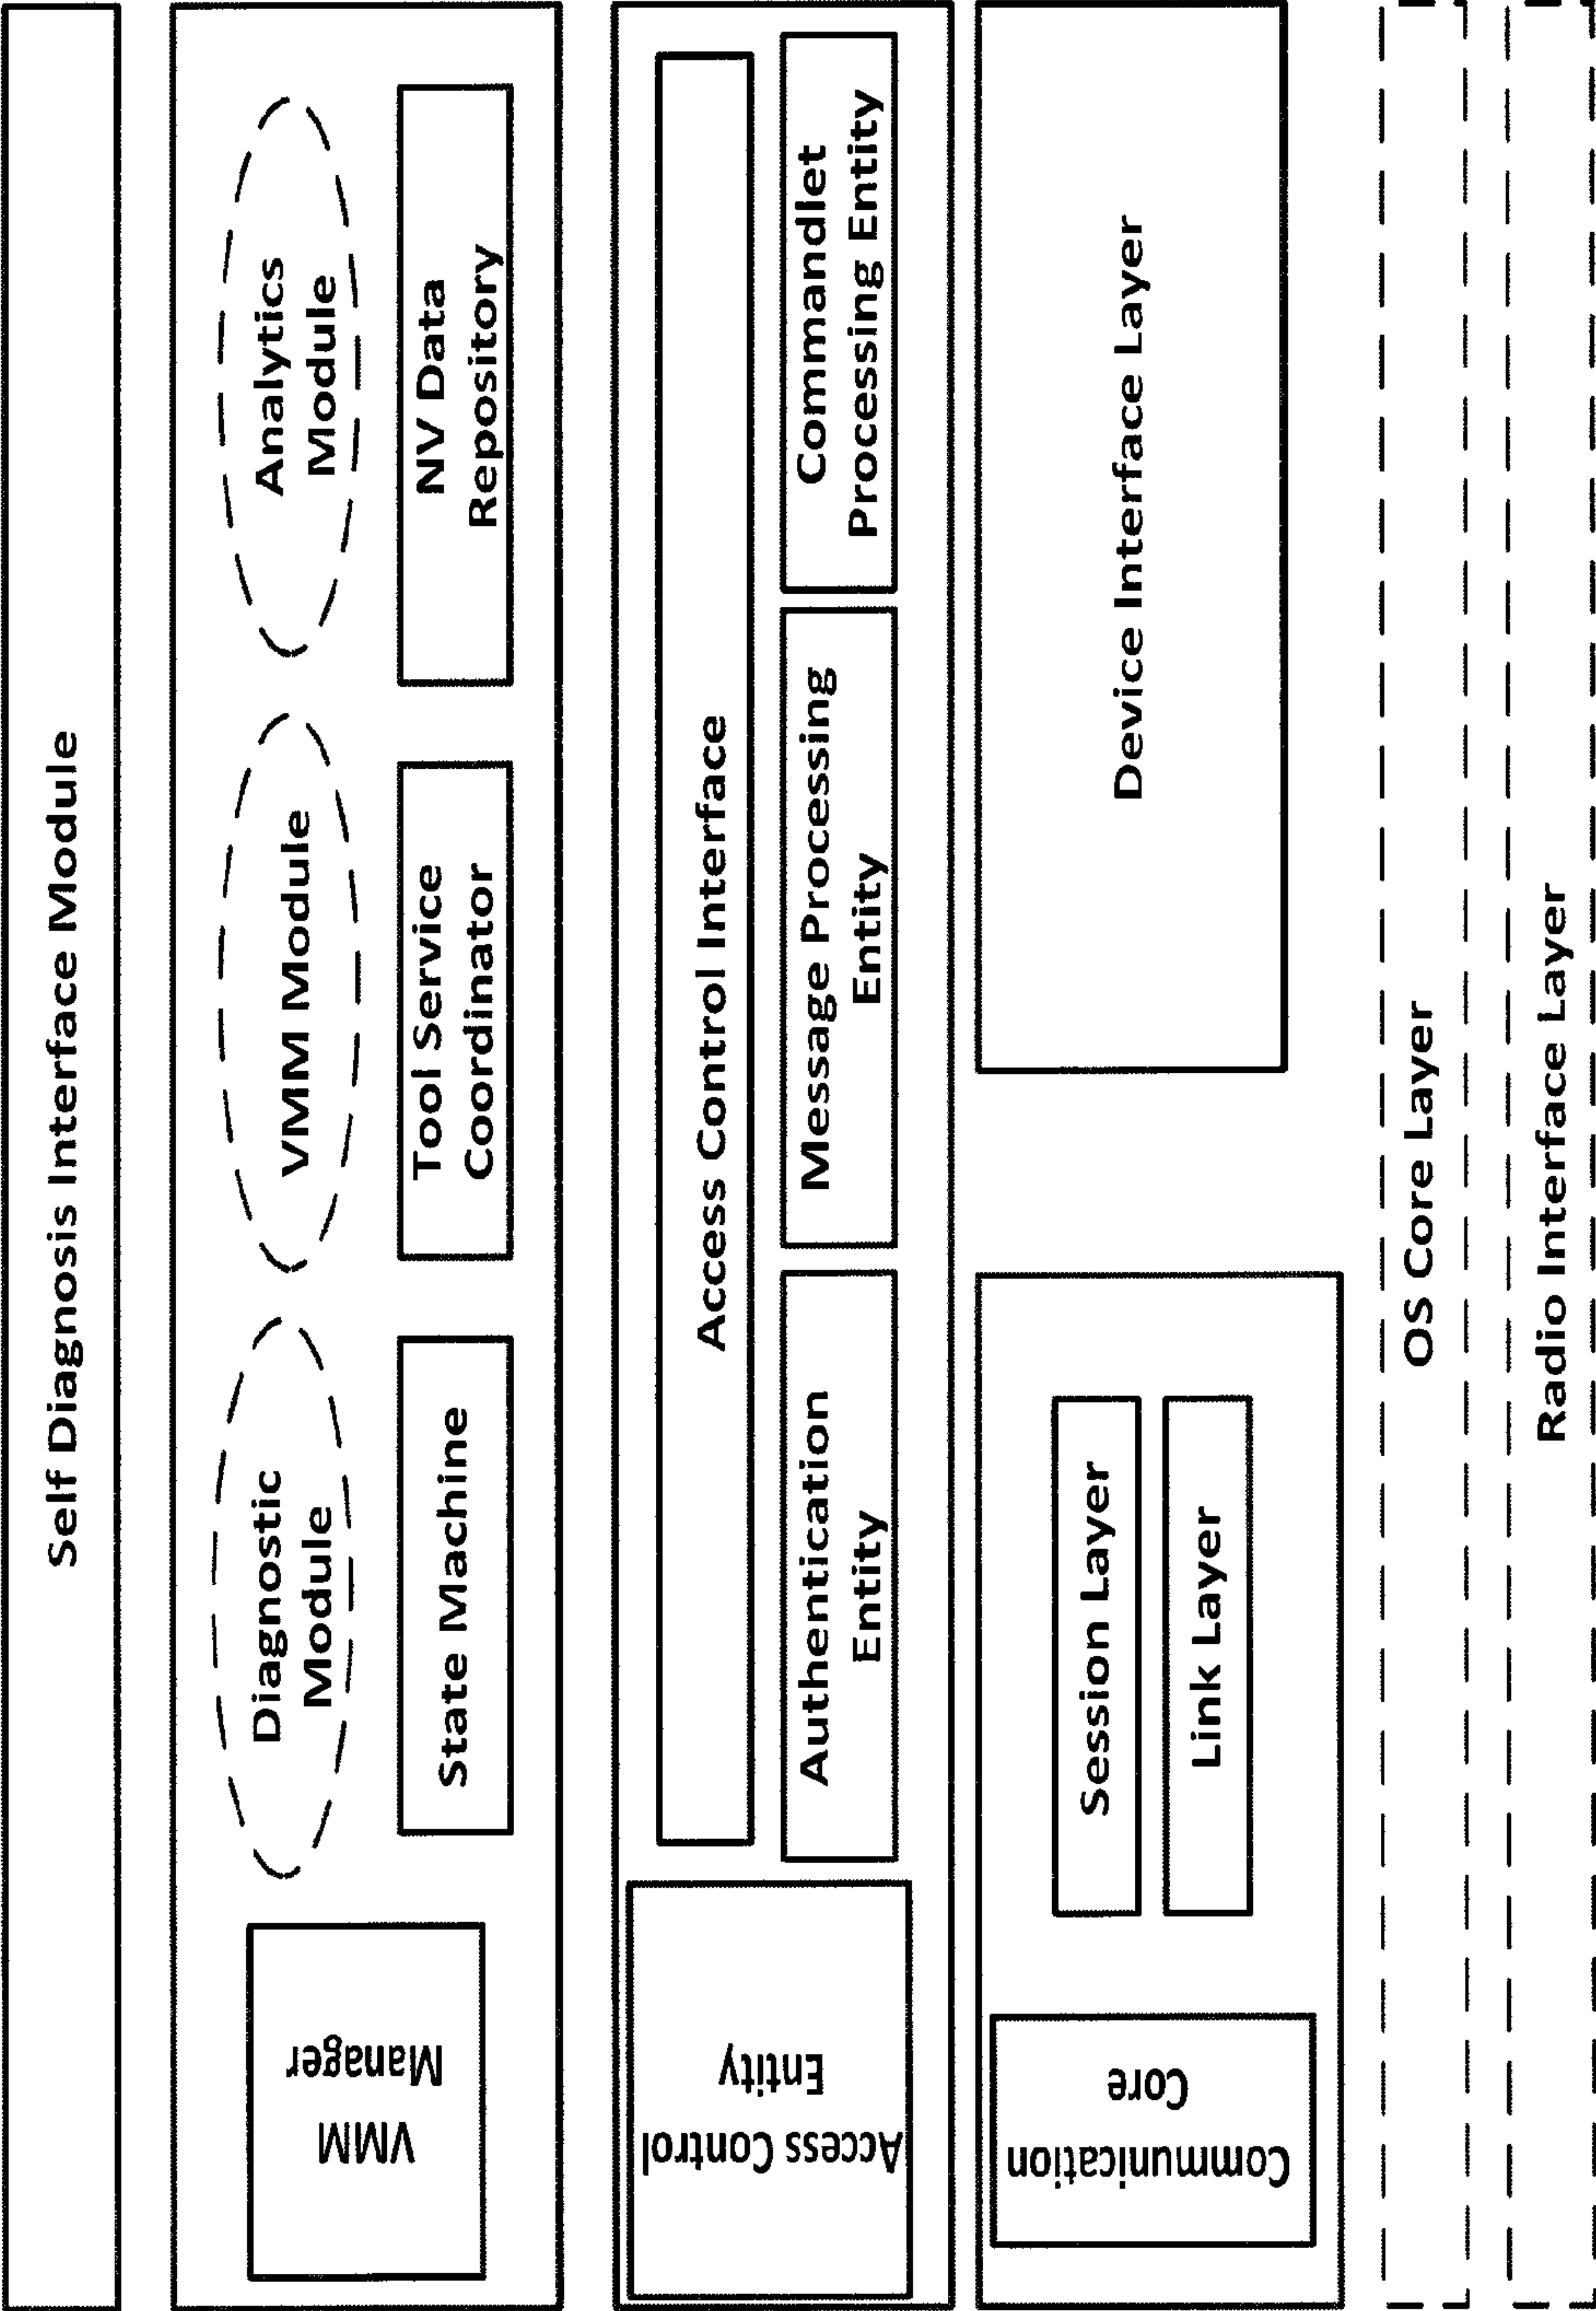 Self Diagnosis Interface Module
VMM
Manager
Diagnostic
Module
VMM Module
Analytics
Module
State Machine
Tool Service
Coordinator
NV Data
Repository
Access Control
Entity
Access Control Interface
Authentication
Entity
Message Processing
Entity
Commandlet
Processing Entity
Communication
Core
Session Layer
Link Layer
Device Interface Layer
OS Core Layer
Radio Interface Layer